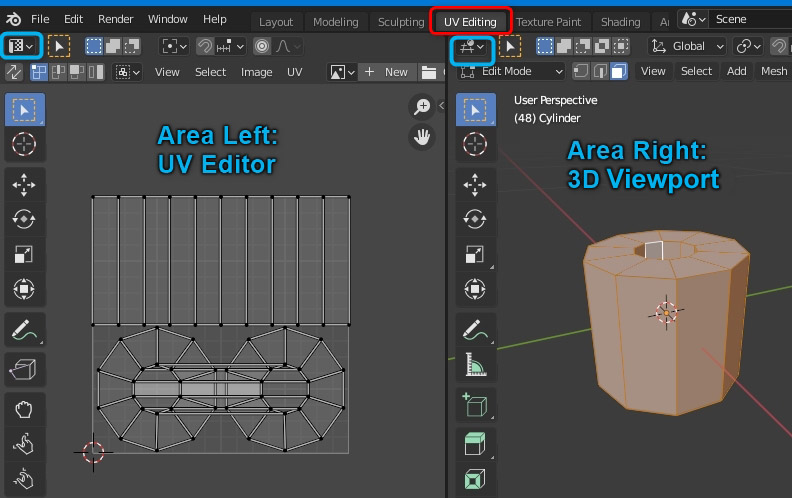 File Edit Render Window Help
Layout Modeling Sculpting UV Editing Texture Paint Shading
Scene
Global
View Select Image UV
New
Edit Mode
View Select Add Mesh
User Perspective
(48) Cylinder
Area Left:
UV Editor
Area Right:
3D Viewport